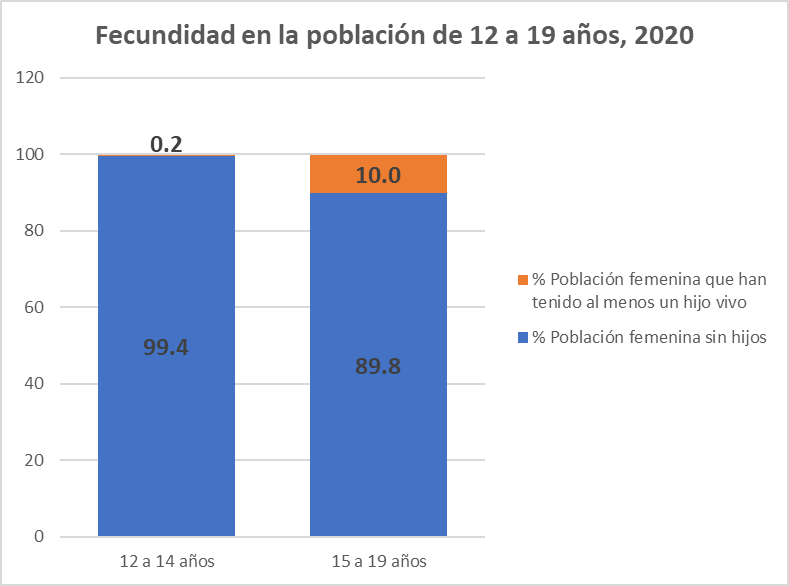 Fecundidad en la población de 12 a 19 años, 2020
120
100
80
60
40
20
0
0.2
99.4
10.0
89.8
12 a 14 años
15 a 19 años
% Población femenina que han
tenido al menos un hijo vivo
% Población femenina sin hijos